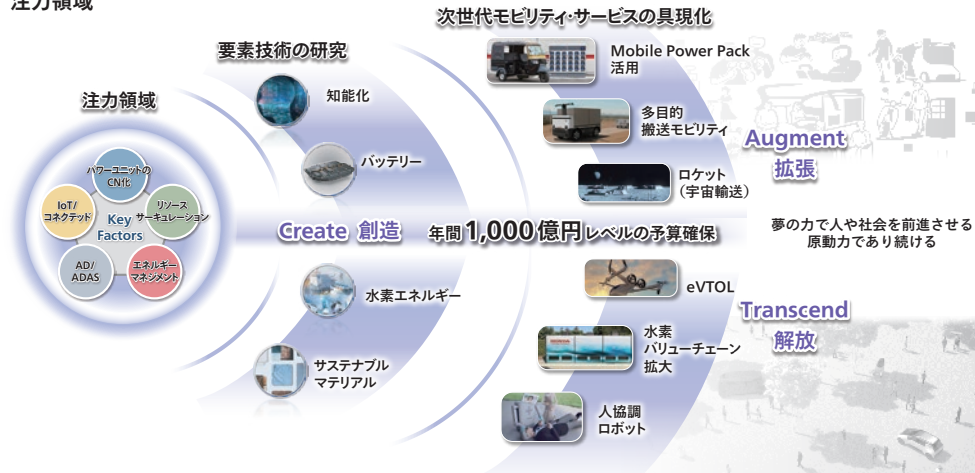 注力領域
次世代モビリティ・サービスの具現化
要素技術の研究
注力領域
パワーユニットの
CN化
IoT/
コネクテッド
リソース
サーキュレーション
Key
Factors
AD/
ADAS
エネルギー
マネジメント
知能化
バッテリー
Create 創造
水素エネルギー
サステナブル
マテリアル
Mobile Power Pack
活用
多目的
搬送モビリティ
ロケット
（宇宙輸送）
年間1,000億円レベルの予算確保
eVTOL
水素
バリューチェーン
拡大
人協調
ロボット
Augment
拡張
夢の力で人や社会を前進させる
原動力であり続ける
Transcend
解放